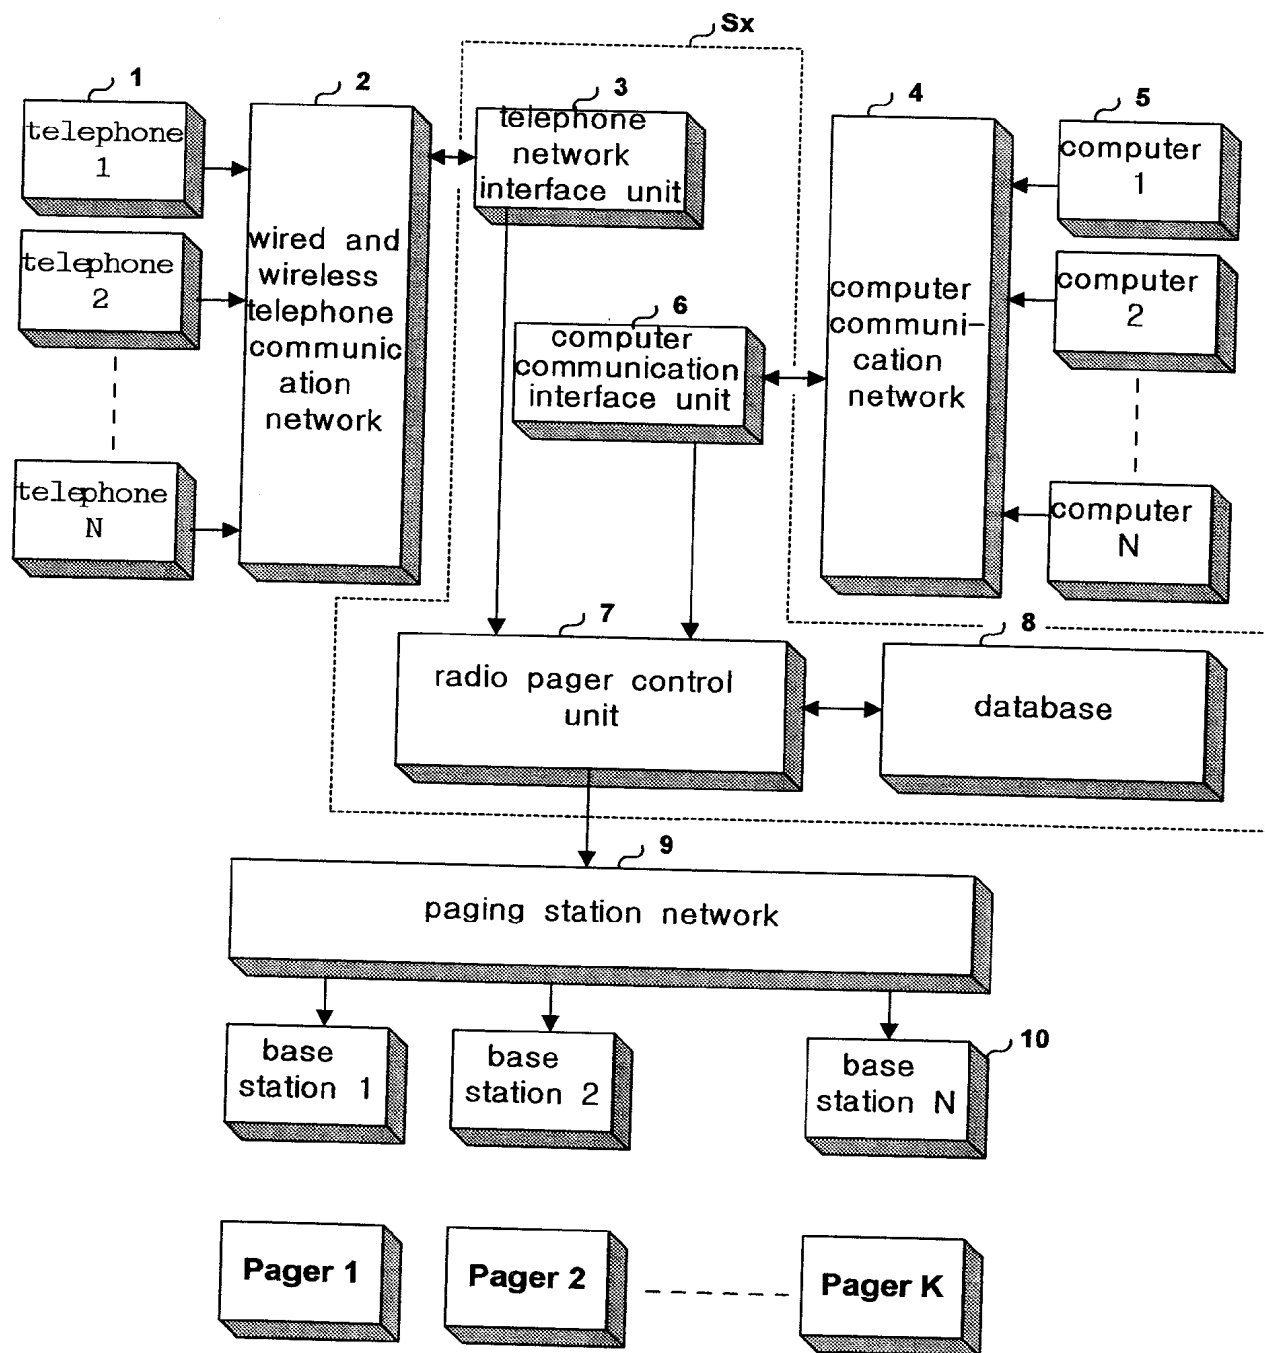 Sx
1
2
3
4
5
telephone
1
telephone
2
telephone
N
wired and
wireless
telephone
communic
ation
network
telephone
network
interface unit
6
computer
communication
interface unit
computer
communi-
cation
network
computer
1
computer
2
computer
N
7
radio pager control
unit
8
database
9
paging station network
base
station 1
base
station 2
base
station N
10
Pager 1
Pager 2
Pager K